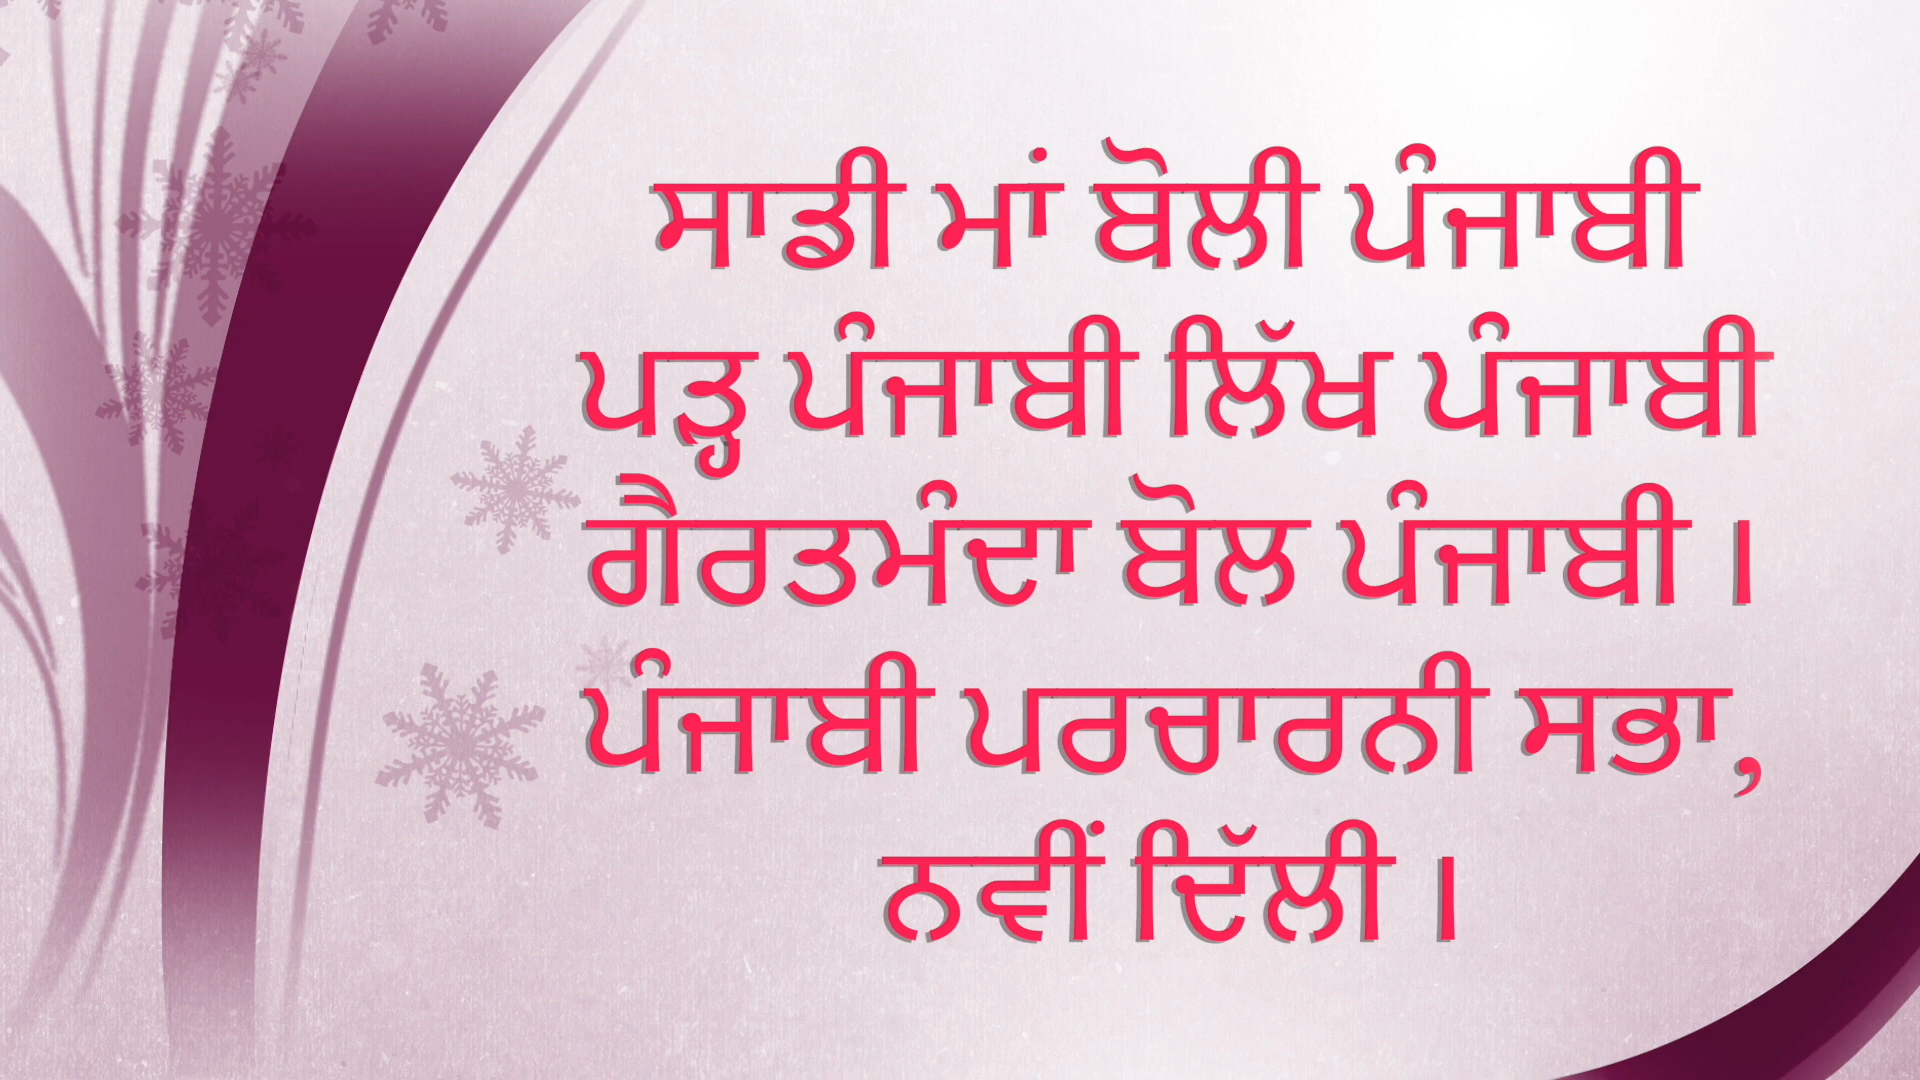 ਸਾਡੀ ਮਾਂ ਬੋਲੀ ਪੰਜਾਬੀ
ਪੜ੍ਹ ਪੰਜਾਬੀ ਲਿੱਖ ਪੰਜਾਬੀ
ਗੈਰਤਮੰਦਾ ਬੋਲ ਪੰਜਾਬੀ ।
ਪੰਜਾਬੀ ਪਰਚਾਰਨੀ ਸਭਾ,
ਨਵੀਂ ਦਿੱਲੀ ।